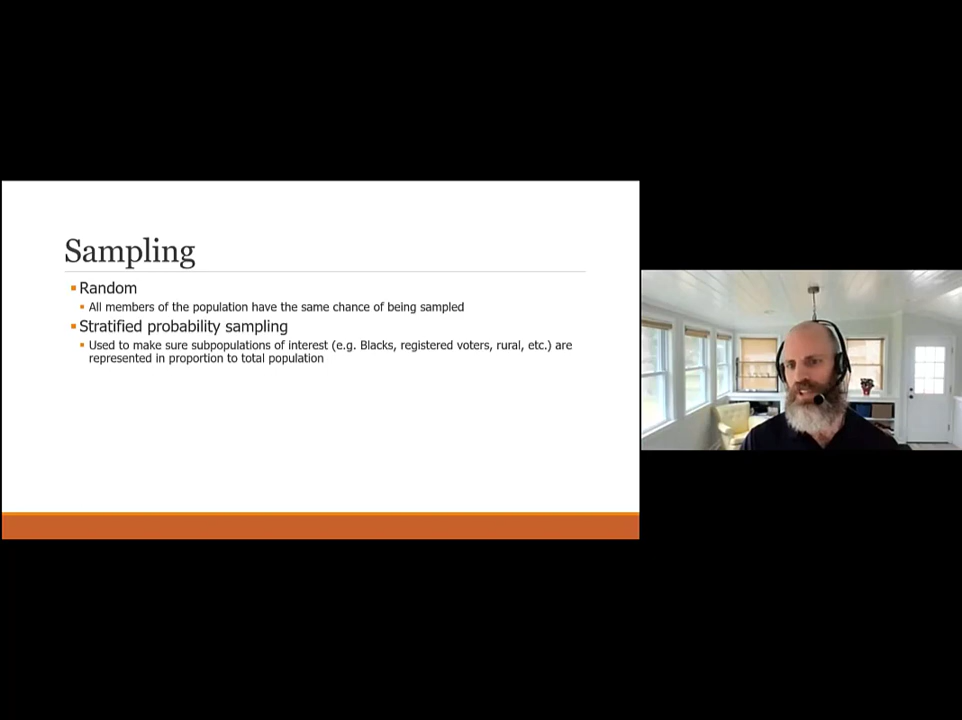 Sampling
Random
All members of the population have the same chance of being sampled
Stratified probability sampling
Used to make sure subpopulations of interest (e.g. Blacks, registered voters, rural, etc.) are
represented in proportion to total population